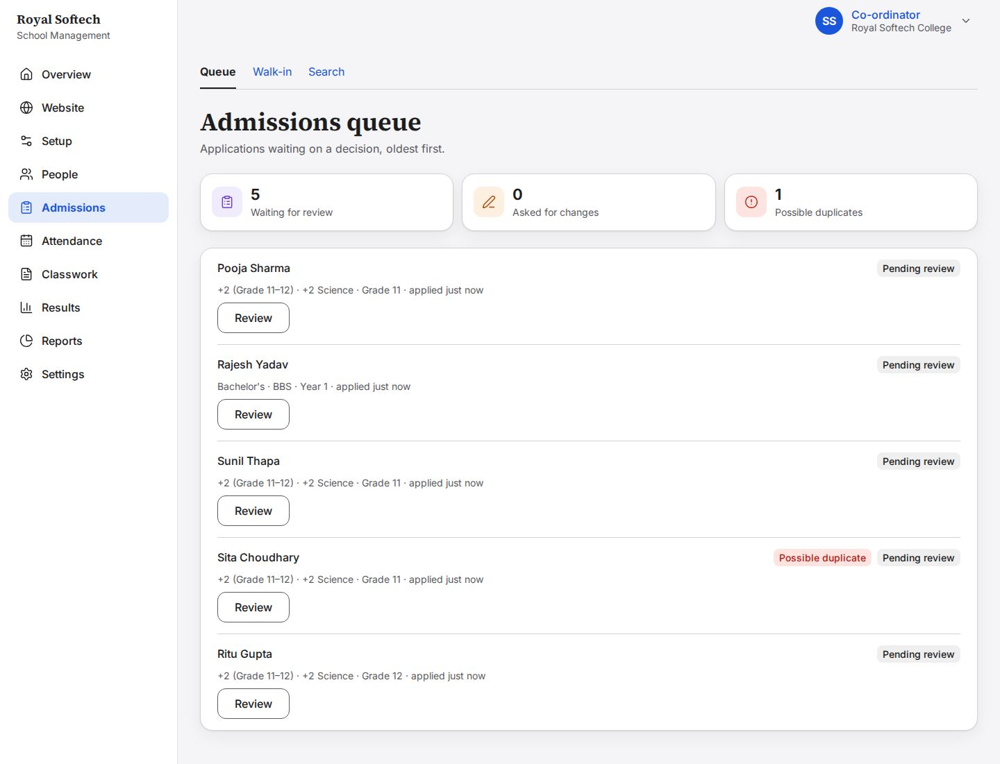 Royal Softech
School Management
SS
Co-ordinator
Royal Softech College
Overview
Website
Setup
People
Admissions
Attendance
Classwork
Results
Reports
Settings
Queue Walk-in Search
Admissions queue
Applications waiting on a decision, oldest first.
5
Waiting for review
0
Asked for changes
1
Possible duplicates
Pooja Sharma Pending review
+2 (Grade 11–12) · +2 Science · Grade 11 · applied just now
Review
Rajesh Yadav Pending review
Bachelor's · BBS · Year 1 · applied just now
Review
Sunil Thapa Pending review
+2 (Grade 11–12) · +2 Science · Grade 11 · applied just now
Review
Sita Choudhary Possible duplicate Pending review
+2 (Grade 11–12) · +2 Science · Grade 11 · applied just now
Review
Ritu Gupta Pending review
+2 (Grade 11–12) · +2 Science · Grade 12 · applied just now
Review